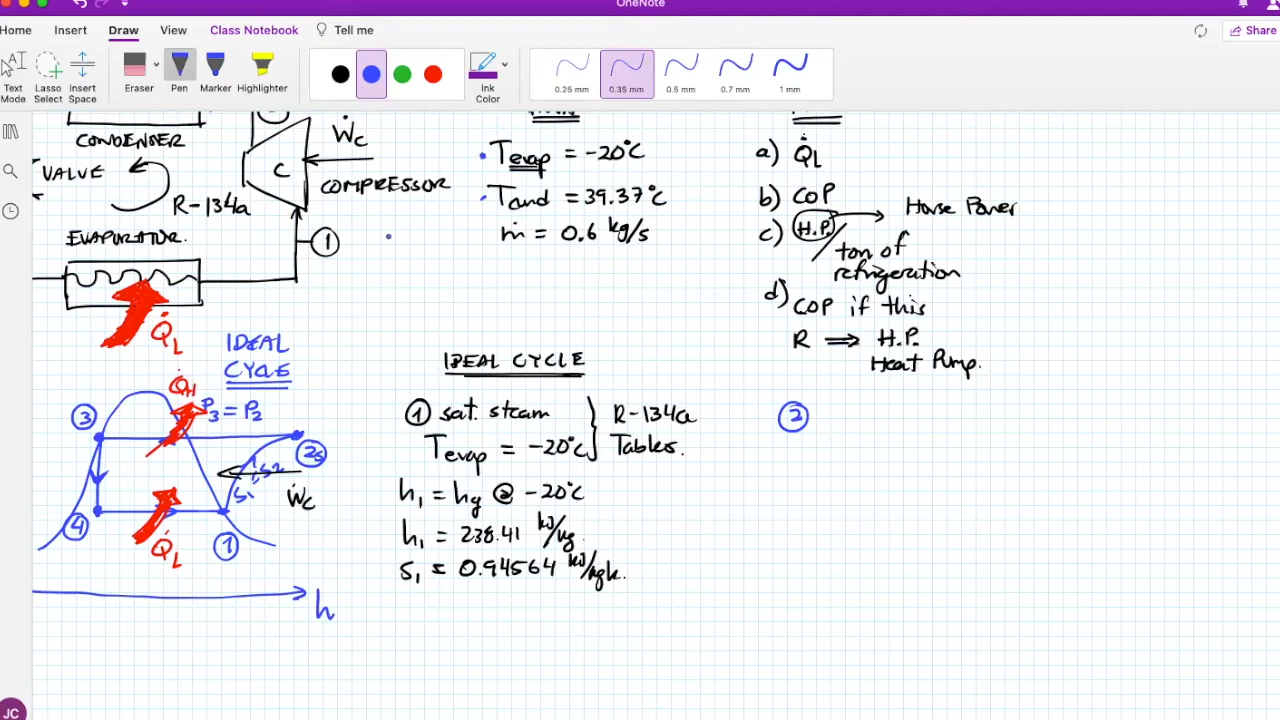 OneNote
Home Insert Draw View Class Notebook Tell me
Share
Text Mode
Lasso Select
Insert Space
Eraser
Pen
Marker
Highlighter
Ink Color
0.25 mm
0.35 mm
0.5 mm
0.7 mm
1 mm
CONDENSER
VALVE
R-134a
C
Ẇc
COMPRESSOR
EVAPORATOR.
1
Q̇L
Tevap = -20°C
Tcond = 39.37°C
ṁ = 0.6 kg/s
a) Q̇L
b) COP
c) H.P. / ton of refrigeration
Horse Power
d) COP if this
R ⟹ H.P.
Heat Pump.
IDEAL
CYCLE
Q̇H
P3 = P2
3
2s
S1 = S2
Ẇc
4
1
Q̇L
h
IDEAL CYCLE
1 sat. steam
Tevap = -20°C
R-134a
Tables.
h1 = hg @ -20°C
h1 = 238.41 kJ/kg.
s1 = 0.94564 kJ/kgk.
2
JC